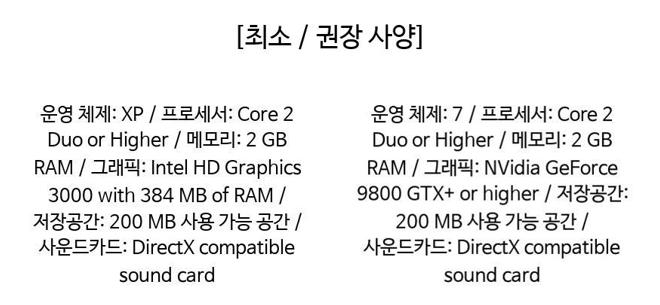 [최소 / 권장 사양]
운영 체제: XP / 프로세서: Core 2
Duo or Higher / 메모리: 2 GB
RAM / 그래픽: Intel HD Graphics
3000 with 384 MB of RAM /
저장공간: 200 MB 사용 가능 공간 /
사운드카드: DirectX compatible
sound card
운영 체제: 7 / 프로세서: Core 2
Duo or Higher / 메모리: 2 GB
RAM / 그래픽: NVidia GeForce
9800 GTX+ or higher / 저장공간:
200 MB 사용 가능 공간 /
사운드카드: DirectX compatible
sound card